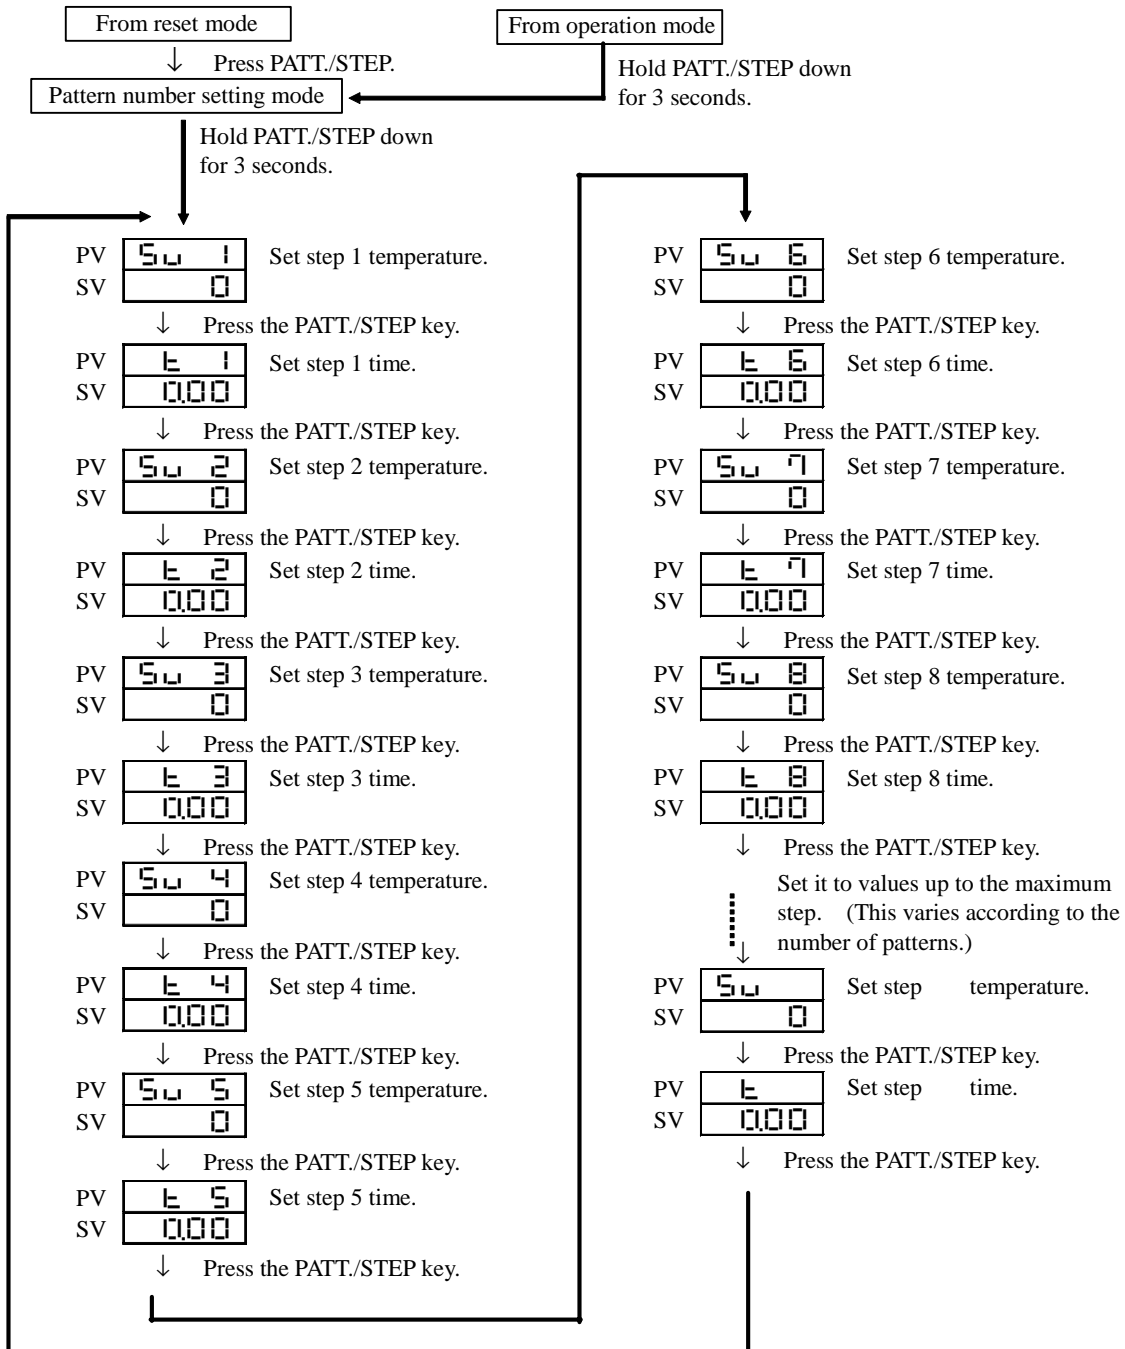 From reset mode
From operation mode
↓ Press PATT./STEP.
Hold PATT./STEP down
for 3 seconds.
Pattern number setting mode
Hold PATT./STEP down
for 3 seconds.
PV Su 1 Set step 1 temperature.
SV 0
↓ Press the PATT./STEP key.
PV t 1 Set step 1 time.
SV 0.00
↓ Press the PATT./STEP key.
PV Su 2 Set step 2 temperature.
SV 0
↓ Press the PATT./STEP key.
PV t 2 Set step 2 time.
SV 0.00
↓ Press the PATT./STEP key.
PV Su 3 Set step 3 temperature.
SV 0
↓ Press the PATT./STEP key.
PV t 3 Set step 3 time.
SV 0.00
↓ Press the PATT./STEP key.
PV Su 4 Set step 4 temperature.
SV 0
↓ Press the PATT./STEP key.
PV t 4 Set step 4 time.
SV 0.00
↓ Press the PATT./STEP key.
PV Su 5 Set step 5 temperature.
SV 0
↓ Press the PATT./STEP key.
PV t 5 Set step 5 time.
SV 0.00
↓ Press the PATT./STEP key.
PV Su 6 Set step 6 temperature.
SV 0
↓ Press the PATT./STEP key.
PV t 6 Set step 6 time.
SV 0.00
↓ Press the PATT./STEP key.
PV Su 7 Set step 7 temperature.
SV 0
↓ Press the PATT./STEP key.
PV t 7 Set step 7 time.
SV 0.00
↓ Press the PATT./STEP key.
PV Su 8 Set step 8 temperature.
SV 0
↓ Press the PATT./STEP key.
PV t 8 Set step 8 time.
SV 0.00
↓ Press the PATT./STEP key.
Set it to values up to the maximum
step. (This varies according to the
number of patterns.)
↓
PV Su Set step temperature.
SV 0
↓ Press the PATT./STEP key.
PV t Set step time.
SV 0.00
↓ Press the PATT./STEP key.